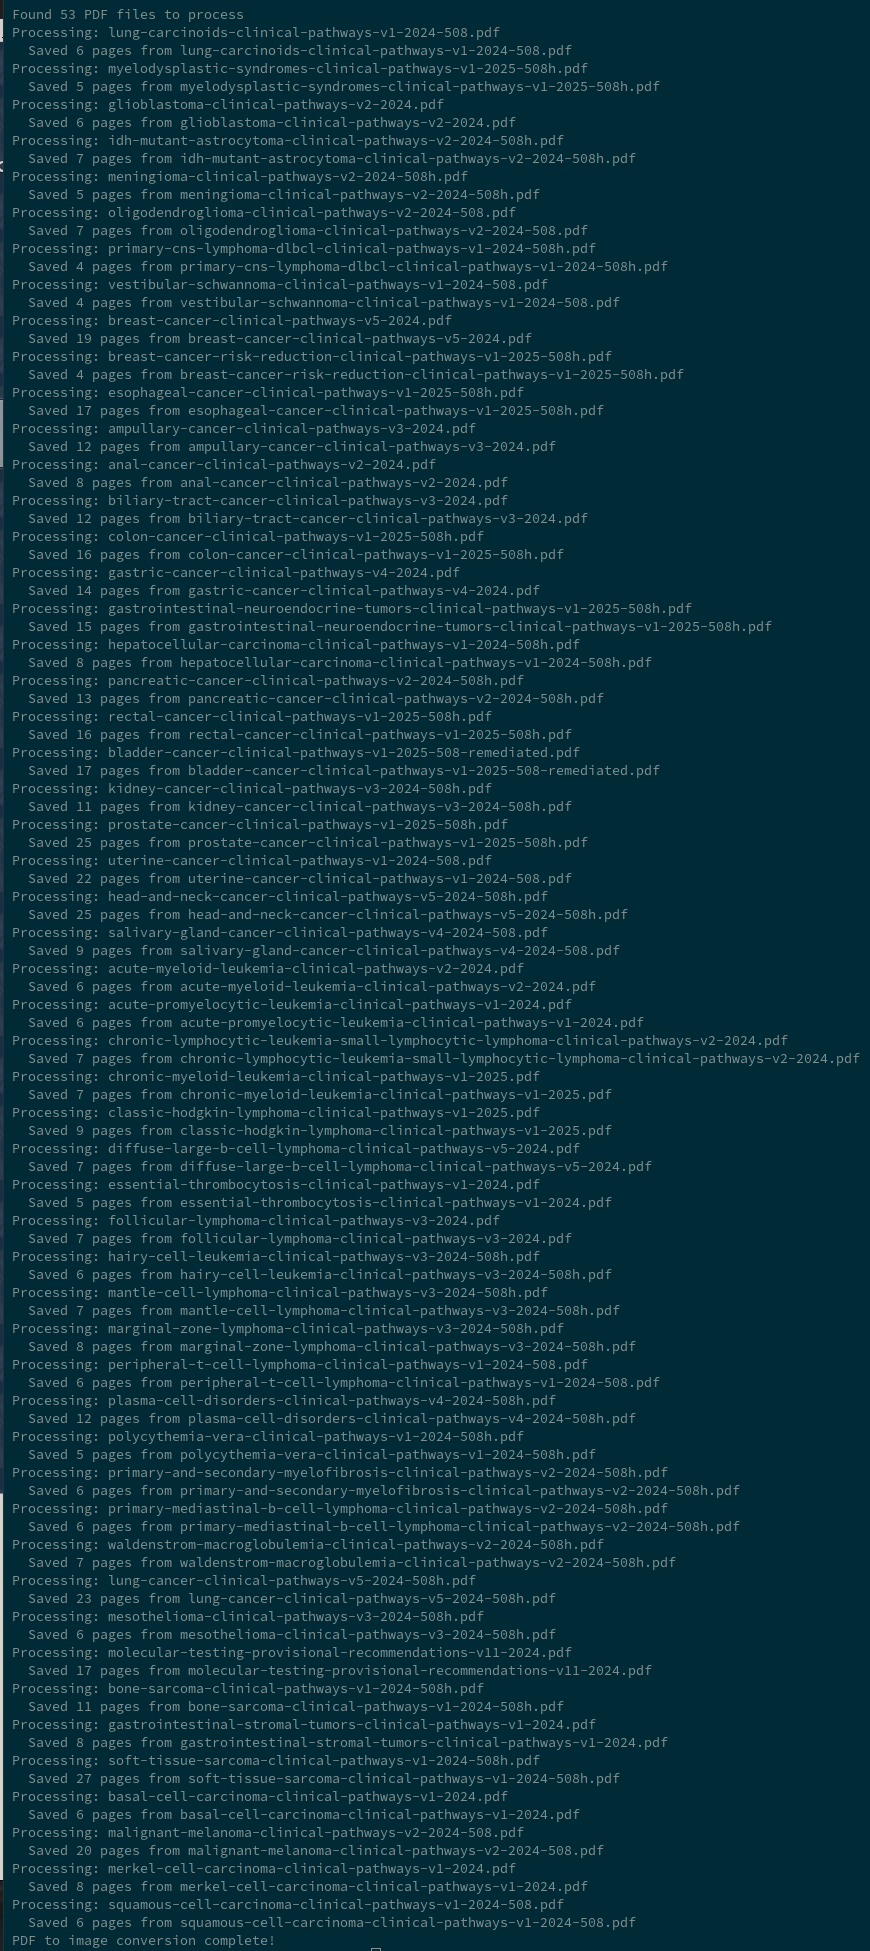 Found 53 PDF files to process
Processing: lung-carcinoids-clinical-pathways-v1-2024-508.pdf
  Saved 6 pages from lung-carcinoids-clinical-pathways-v1-2024-508.pdf
Processing: myelodysplastic-syndromes-clinical-pathways-v1-2025-508h.pdf
  Saved 5 pages from myelodysplastic-syndromes-clinical-pathways-v1-2025-508h.pdf
Processing: glioblastoma-clinical-pathways-v2-2024.pdf
  Saved 6 pages from glioblastoma-clinical-pathways-v2-2024.pdf
Processing: idh-mutant-astrocytoma-clinical-pathways-v2-2024-508h.pdf
  Saved 7 pages from idh-mutant-astrocytoma-clinical-pathways-v2-2024-508h.pdf
Processing: meningioma-clinical-pathways-v2-2024-508h.pdf
  Saved 5 pages from meningioma-clinical-pathways-v2-2024-508h.pdf
Processing: oligodendroglioma-clinical-pathways-v2-2024-508.pdf
  Saved 7 pages from oligodendroglioma-clinical-pathways-v2-2024-508.pdf
Processing: primary-cns-lymphoma-dlbcl-clinical-pathways-v1-2024-508h.pdf
  Saved 4 pages from primary-cns-lymphoma-dlbcl-clinical-pathways-v1-2024-508h.pdf
Processing: vestibular-schwannoma-clinical-pathways-v1-2024-508.pdf
  Saved 4 pages from vestibular-schwannoma-clinical-pathways-v1-2024-508.pdf
Processing: breast-cancer-clinical-pathways-v5-2024.pdf
  Saved 19 pages from breast-cancer-clinical-pathways-v5-2024.pdf
Processing: breast-cancer-risk-reduction-clinical-pathways-v1-2025-508h.pdf
  Saved 4 pages from breast-cancer-risk-reduction-clinical-pathways-v1-2025-508h.pdf
Processing: esophageal-cancer-clinical-pathways-v1-2025-508h.pdf
  Saved 17 pages from esophageal-cancer-clinical-pathways-v1-2025-508h.pdf
Processing: ampullary-cancer-clinical-pathways-v3-2024.pdf
  Saved 12 pages from ampullary-cancer-clinical-pathways-v3-2024.pdf
Processing: anal-cancer-clinical-pathways-v2-2024.pdf
  Saved 8 pages from anal-cancer-clinical-pathways-v2-2024.pdf
Processing: biliary-tract-cancer-clinical-pathways-v3-2024.pdf
  Saved 12 pages from biliary-tract-cancer-clinical-pathways-v3-2024.pdf
Processing: colon-cancer-clinical-pathways-v1-2025-508h.pdf
  Saved 16 pages from colon-cancer-clinical-pathways-v1-2025-508h.pdf
Processing: gastric-cancer-clinical-pathways-v4-2024.pdf
  Saved 14 pages from gastric-cancer-clinical-pathways-v4-2024.pdf
Processing: gastrointestinal-neuroendocrine-tumors-clinical-pathways-v1-2025-508h.pdf
  Saved 15 pages from gastrointestinal-neuroendocrine-tumors-clinical-pathways-v1-2025-508h.pdf
Processing: hepatocellular-carcinoma-clinical-pathways-v1-2024-508h.pdf
  Saved 8 pages from hepatocellular-carcinoma-clinical-pathways-v1-2024-508h.pdf
Processing: pancreatic-cancer-clinical-pathways-v2-2024-508h.pdf
  Saved 13 pages from pancreatic-cancer-clinical-pathways-v2-2024-508h.pdf
Processing: rectal-cancer-clinical-pathways-v1-2025-508h.pdf
  Saved 16 pages from rectal-cancer-clinical-pathways-v1-2025-508h.pdf
Processing: bladder-cancer-clinical-pathways-v1-2025-508-remediated.pdf
  Saved 17 pages from bladder-cancer-clinical-pathways-v1-2025-508-remediated.pdf
Processing: kidney-cancer-clinical-pathways-v3-2024-508h.pdf
  Saved 11 pages from kidney-cancer-clinical-pathways-v3-2024-508h.pdf
Processing: prostate-cancer-clinical-pathways-v1-2025-508h.pdf
  Saved 25 pages from prostate-cancer-clinical-pathways-v1-2025-508h.pdf
Processing: uterine-cancer-clinical-pathways-v1-2024-508.pdf
  Saved 22 pages from uterine-cancer-clinical-pathways-v1-2024-508.pdf
Processing: head-and-neck-cancer-clinical-pathways-v5-2024-508h.pdf
  Saved 25 pages from head-and-neck-cancer-clinical-pathways-v5-2024-508h.pdf
Processing: salivary-gland-cancer-clinical-pathways-v4-2024-508.pdf
  Saved 9 pages from salivary-gland-cancer-clinical-pathways-v4-2024-508.pdf
Processing: acute-myeloid-leukemia-clinical-pathways-v2-2024.pdf
  Saved 6 pages from acute-myeloid-leukemia-clinical-pathways-v2-2024.pdf
Processing: acute-promyelocytic-leukemia-clinical-pathways-v1-2024.pdf
  Saved 6 pages from acute-promyelocytic-leukemia-clinical-pathways-v1-2024.pdf
Processing: chronic-lymphocytic-leukemia-small-lymphocytic-lymphoma-clinical-pathways-v2-2024.pdf
  Saved 7 pages from chronic-lymphocytic-leukemia-small-lymphocytic-lymphoma-clinical-pathways-v2-2024.pdf
Processing: chronic-myeloid-leukemia-clinical-pathways-v1-2025.pdf
  Saved 7 pages from chronic-myeloid-leukemia-clinical-pathways-v1-2025.pdf
Processing: classic-hodgkin-lymphoma-clinical-pathways-v1-2025.pdf
  Saved 9 pages from classic-hodgkin-lymphoma-clinical-pathways-v1-2025.pdf
Processing: diffuse-large-b-cell-lymphoma-clinical-pathways-v5-2024.pdf
  Saved 7 pages from diffuse-large-b-cell-lymphoma-clinical-pathways-v5-2024.pdf
Processing: essential-thrombocytosis-clinical-pathways-v1-2024.pdf
  Saved 5 pages from essential-thrombocytosis-clinical-pathways-v1-2024.pdf
Processing: follicular-lymphoma-clinical-pathways-v3-2024.pdf
  Saved 7 pages from follicular-lymphoma-clinical-pathways-v3-2024.pdf
Processing: hairy-cell-leukemia-clinical-pathways-v3-2024-508h.pdf
  Saved 6 pages from hairy-cell-leukemia-clinical-pathways-v3-2024-508h.pdf
Processing: mantle-cell-lymphoma-clinical-pathways-v3-2024-508h.pdf
  Saved 7 pages from mantle-cell-lymphoma-clinical-pathways-v3-2024-508h.pdf
Processing: marginal-zone-lymphoma-clinical-pathways-v3-2024-508h.pdf
  Saved 8 pages from marginal-zone-lymphoma-clinical-pathways-v3-2024-508h.pdf
Processing: peripheral-t-cell-lymphoma-clinical-pathways-v1-2024-508.pdf
  Saved 6 pages from peripheral-t-cell-lymphoma-clinical-pathways-v1-2024-508.pdf
Processing: plasma-cell-disorders-clinical-pathways-v4-2024-508h.pdf
  Saved 12 pages from plasma-cell-disorders-clinical-pathways-v4-2024-508h.pdf
Processing: polycythemia-vera-clinical-pathways-v1-2024-508h.pdf
  Saved 5 pages from polycythemia-vera-clinical-pathways-v1-2024-508h.pdf
Processing: primary-and-secondary-myelofibrosis-clinical-pathways-v2-2024-508h.pdf
  Saved 6 pages from primary-and-secondary-myelofibrosis-clinical-pathways-v2-2024-508h.pdf
Processing: primary-mediastinal-b-cell-lymphoma-clinical-pathways-v2-2024-508h.pdf
  Saved 6 pages from primary-mediastinal-b-cell-lymphoma-clinical-pathways-v2-2024-508h.pdf
Processing: waldenstrom-macroglobulemia-clinical-pathways-v2-2024-508h.pdf
  Saved 7 pages from waldenstrom-macroglobulemia-clinical-pathways-v2-2024-508h.pdf
Processing: lung-cancer-clinical-pathways-v5-2024-508h.pdf
  Saved 23 pages from lung-cancer-clinical-pathways-v5-2024-508h.pdf
Processing: mesothelioma-clinical-pathways-v3-2024-508h.pdf
  Saved 6 pages from mesothelioma-clinical-pathways-v3-2024-508h.pdf
Processing: molecular-testing-provisional-recommendations-v11-2024.pdf
  Saved 17 pages from molecular-testing-provisional-recommendations-v11-2024.pdf
Processing: bone-sarcoma-clinical-pathways-v1-2024-508h.pdf
  Saved 11 pages from bone-sarcoma-clinical-pathways-v1-2024-508h.pdf
Processing: gastrointestinal-stromal-tumors-clinical-pathways-v1-2024.pdf
  Saved 8 pages from gastrointestinal-stromal-tumors-clinical-pathways-v1-2024.pdf
Processing: soft-tissue-sarcoma-clinical-pathways-v1-2024-508h.pdf
  Saved 27 pages from soft-tissue-sarcoma-clinical-pathways-v1-2024-508h.pdf
Processing: basal-cell-carcinoma-clinical-pathways-v1-2024.pdf
  Saved 6 pages from basal-cell-carcinoma-clinical-pathways-v1-2024.pdf
Processing: malignant-melanoma-clinical-pathways-v2-2024-508.pdf
  Saved 20 pages from malignant-melanoma-clinical-pathways-v2-2024-508.pdf
Processing: merkel-cell-carcinoma-clinical-pathways-v1-2024.pdf
  Saved 8 pages from merkel-cell-carcinoma-clinical-pathways-v1-2024.pdf
Processing: squamous-cell-carcinoma-clinical-pathways-v1-2024-508.pdf
  Saved 6 pages from squamous-cell-carcinoma-clinical-pathways-v1-2024-508.pdf
PDF to image conversion complete!